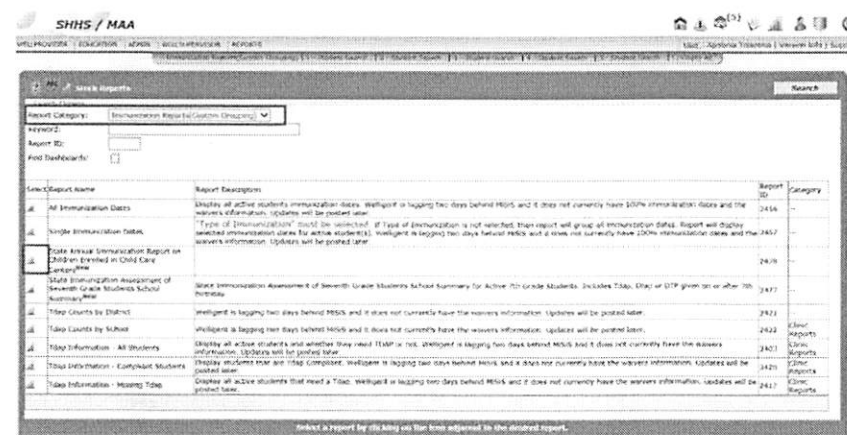 SHHS / MAA
(5)
WELL PROVIDER | EDUCATION | ADMIN | REPORTS
Stock Reports
Search
Report Category: Immunization Reports(Custom Grouping)
Keyword:
Report ID:
Find Dashboards:
Select Report Name Report Description Report ID Category
All Immunization Dates Display all active students immunization dates. Welligent is lagging two days behind MISIS and it does not currently have 100% immunization dates and the waivers information. Updates will be posted later. 2456 --
Single Immunization Dates "Type of Immunization" must be selected. If Type of Immunization is not selected, then report will group all immunization dates. Report will display selected immunization dates for active student(s). Welligent is lagging two days behind MISIS and it does not currently have 100% immunization dates and the waivers information. Updates will be posted later. 2457 --
State Annual Immunization Report on Children Enrolled in Child Care Centers 2478 --
State Immunization Assessment of Seventh Grade Students School Summary State Immunization Assessment of Seventh Grade Students School Summary for Active 7th Grade Students. Includes Tdap, Dtap or DTP given on or after 7th birthday. 2477 --
Tdap Counts by District Welligent is lagging two days behind MISIS and it does not currently have the waivers information. Updates will be posted later. 2421
Tdap Counts by School Welligent is lagging two days behind MISIS and it does not currently have the waivers information. Updates will be posted later. 2422 Clinic Reports
Tdap Information - All Students Display all active students and whether they need TDAP or not. Welligent is lagging two days behind MISIS and it does not currently have the waivers information. Updates will be posted later. 2407 Clinic Reports
Tdap Information - Compliant Students Display students that are Tdap Compliant. Welligent is lagging two days behind MISIS and it does not currently have the waivers information. Updates will be posted later. 2420 Clinic Reports
Tdap Information - Missing Tdap Display all active students that need a Tdap. Welligent is lagging two days behind MISIS and it does not currently have the waivers information. Updates will be posted later. 2417 Clinic Reports
Select a report by clicking on the icon adjacent to the desired report.